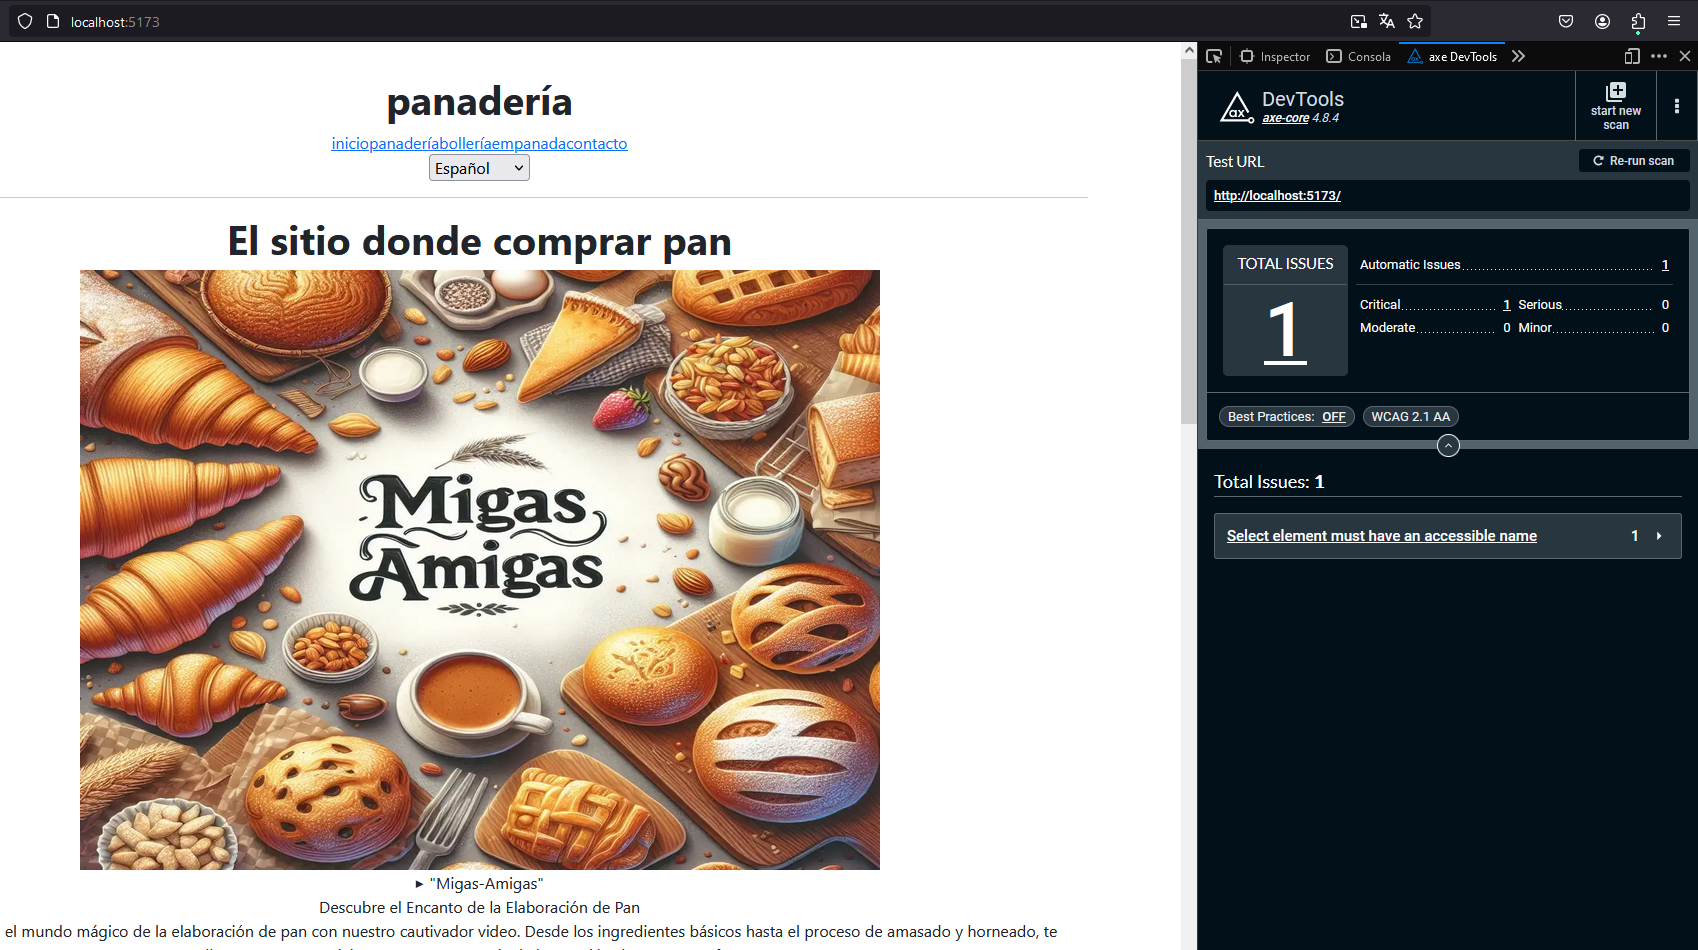 localhost:5173
panadería
iniciopanaderíabolleríaempanadacontacto
Español
El sitio donde comprar pan
Migas
Amigas
"Migas-Amigas"
Descubre el Encanto de la Elaboración de Pan
el mundo mágico de la elaboración de pan con nuestro cautivador video. Desde los ingredientes básicos hasta el proceso de amasado y horneado, te
Inspector
Consola
axe DevTools
ax
DevTools
axe-core 4.8.4
start new
scan
Test URL
Re-run scan
http://localhost:5173/
TOTAL ISSUES
1
Automatic Issues 1
Critical 1 Serious 0
Moderate 0 Minor 0
Best Practices: OFF
WCAG 2.1 AA
Total Issues: 1
Select element must have an accessible name 1